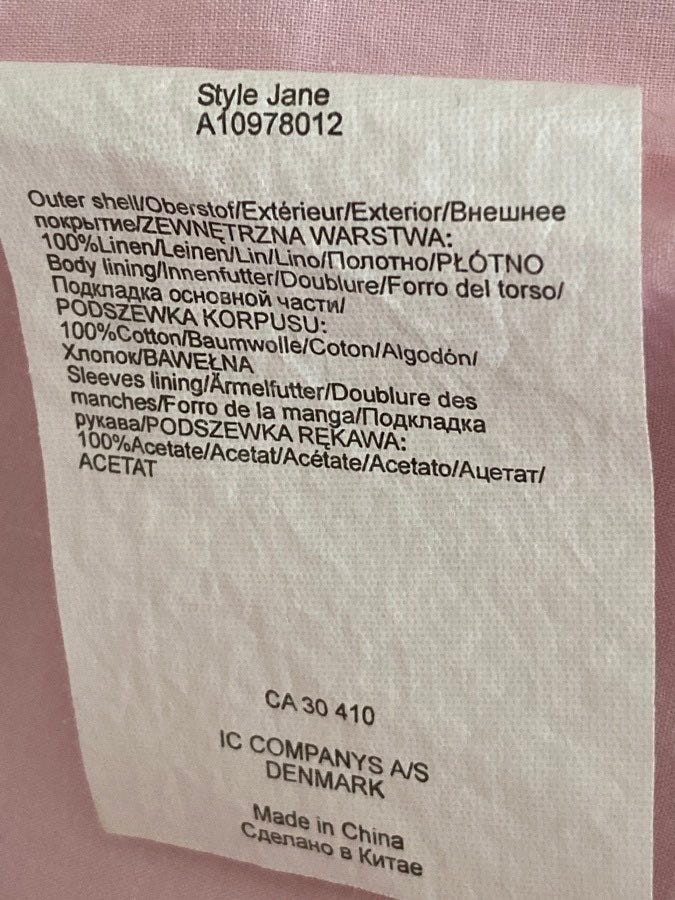 Style Jane
A10978012
Outer shell/Oberstof/Extérieur/Exterior/Внешнее
покрытие/ZEWNĘTRZNA WARSTWA:
100%Linen/Leinen/Lin/Lino/Полотно/PŁÓTNO
Body lining/Innenfutter/Doublure/Forro del torso/
Подкладка основной части/
PODSZEWKA KORPUSU:
100%Cotton/Baumwolle/Coton/Algodón/
Хлопок/BAWEŁNA
Sleeves lining/Ärmelfutter/Doublure des
manches/Forro de la manga/Подкладка
рукава/PODSZEWKA RĘKAWA:
100%Acetate/Acetat/Acétate/Acetato/Ацетат/
ACETAT
CA 30 410
IC COMPANYS A/S
DENMARK
Made in China
Сделано в Китае